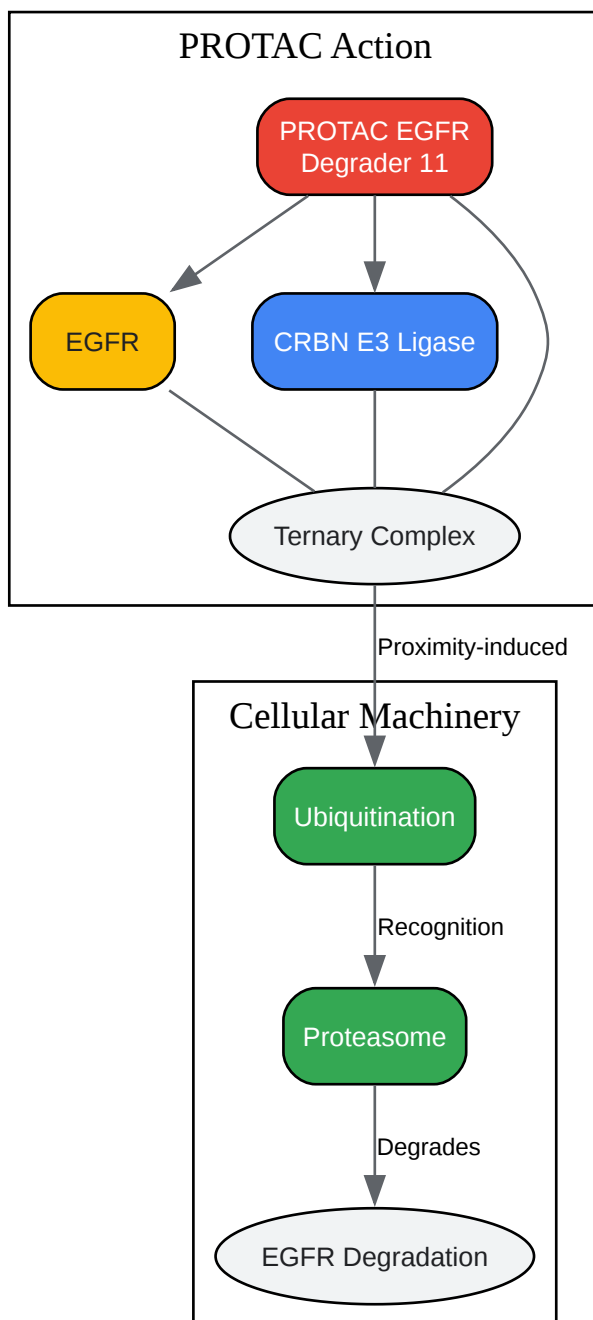 PROTAC Action
PROTAC EGFR
Degrader 11
EGFR
CRBN E3 Ligase
Ternary Complex
Proximity-induced
Cellular Machinery
Ubiquitination
Recognition
Proteasome
Degrades
EGFR Degradation